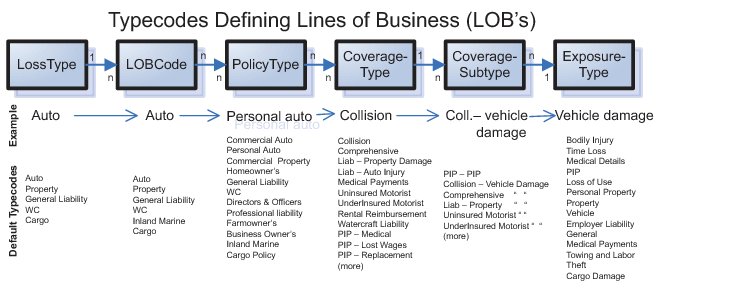 Typecodes Defining Lines of Business (LOB's)
LossType
1
n
LOBCode
n
n
PolicyType
n
n
Coverage-
Type
1
n
Coverage-
Subtype
n
1
Exposure-
Type
Example
Auto
Auto
Personal auto
Personal auto
Collision
Coll.– vehicle
damage
Vehicle damage
Default Typecodes
Auto
Property
General Liability
WC
Cargo
Auto
Property
General Liability
WC
Inland Marine
Cargo
Commercial Auto
Personal Auto
Commercial Property
Homeowner's
General Liability
WC
Directors & Officers
Professional liability
Farmowner's
Business Owner's
Inland Marine
Cargo Policy
Collision
Comprehensive
Liab – Property Damage
Liab – Auto Injury
Medical Payments
Uninsured Motorist
UnderInsured Motorist
Rental Reimbursement
Watercraft Liability
PIP – Medical
PIP – Lost Wages
PIP – Replacement
(more)
PIP – PIP
Collision – Vehicle Damage
Comprehensive " "
Liab – Property " "
Uninsured Motorist " "
UnderInsured Motorist " "
(more)
Bodily Injury
Time Loss
Medical Details
PIP
Loss of Use
Personal Property
Property
Vehicle
Employer Liability
General
Medical Payments
Towing and Labor
Theft
Cargo Damage